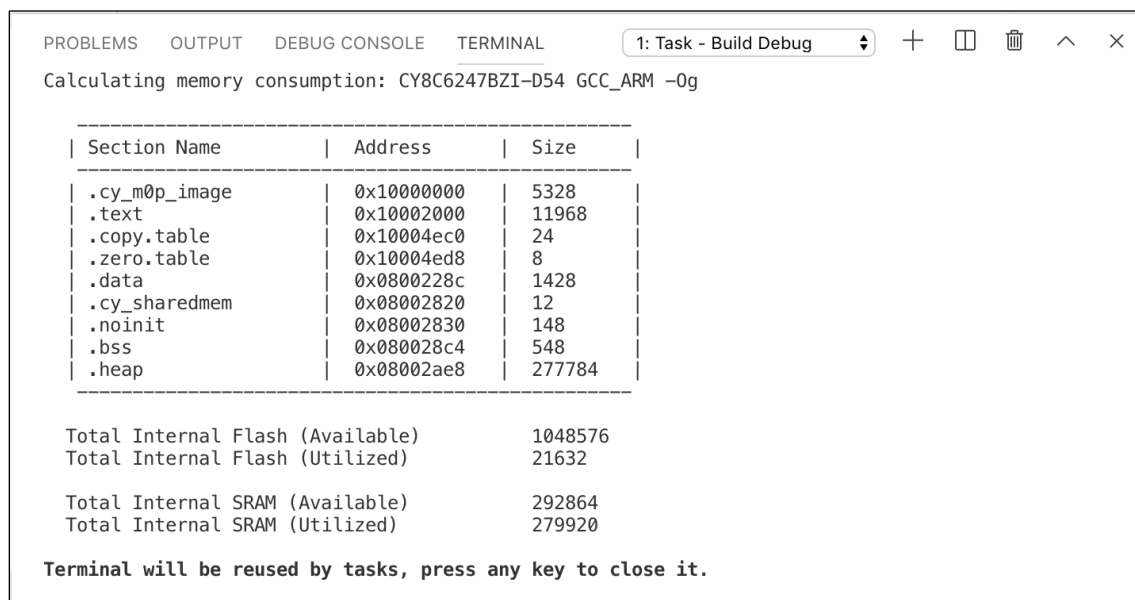 PROBLEMS OUTPUT DEBUG CONSOLE TERMINAL 1: Task - Build Debug
Calculating memory consumption: CY8C6247BZI-D54 GCC_ARM -Og
| Section Name | Address | Size |
| .cy_m0p_image | 0x10000000 | 5328 |
| .text | 0x10002000 | 11968 |
| .copy.table | 0x10004ec0 | 24 |
| .zero.table | 0x10004ed8 | 8 |
| .data | 0x0800228c | 1428 |
| .cy_sharedmem | 0x08002820 | 12 |
| .noinit | 0x08002830 | 148 |
| .bss | 0x080028c4 | 548 |
| .heap | 0x08002ae8 | 277784 |
Total Internal Flash (Available) 1048576
Total Internal Flash (Utilized) 21632
Total Internal SRAM (Available) 292864
Total Internal SRAM (Utilized) 279920
Terminal will be reused by tasks, press any key to close it.